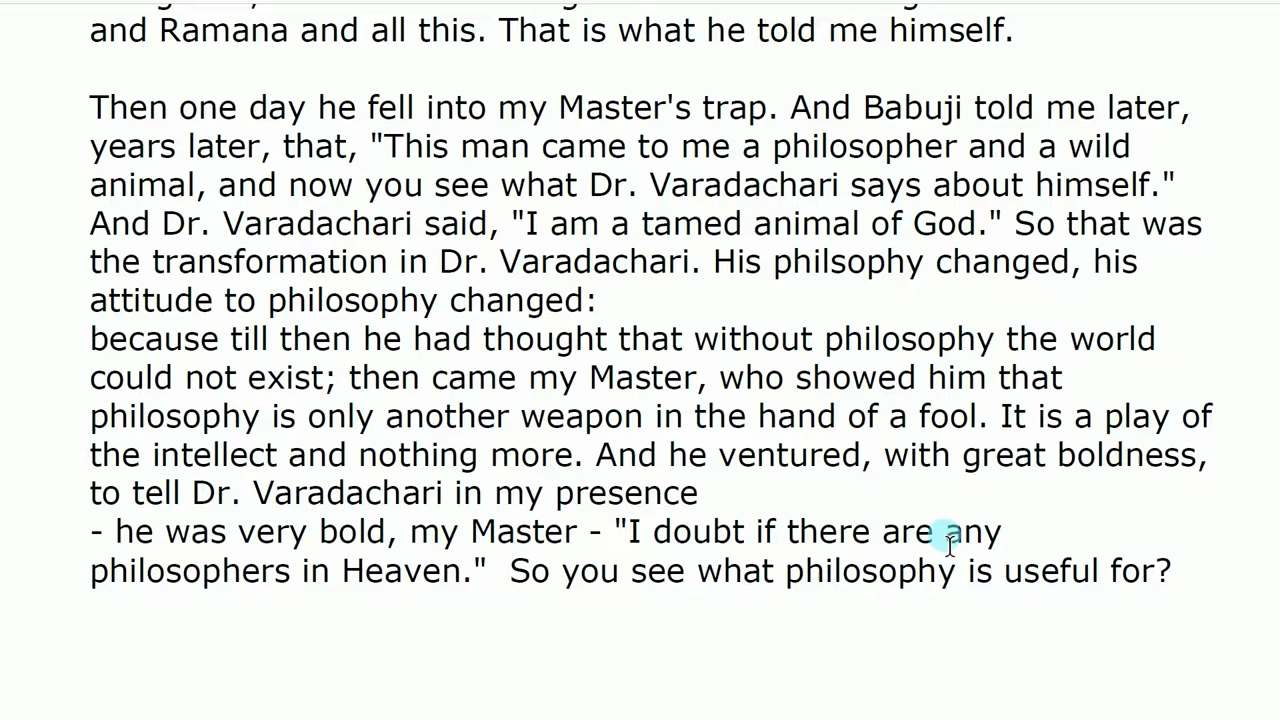 and Ramana and all this. That is what he told me himself.
Then one day he fell into my Master's trap. And Babuji told me later,
years later, that, "This man came to me a philosopher and a wild
animal, and now you see what Dr. Varadachari says about himself."
And Dr. Varadachari said, "I am a tamed animal of God." So that was
the transformation in Dr. Varadachari. His philsophy changed, his
attitude to philosophy changed:
because till then he had thought that without philosophy the world
could not exist; then came my Master, who showed him that
philosophy is only another weapon in the hand of a fool. It is a play of
the intellect and nothing more. And he ventured, with great boldness,
to tell Dr. Varadachari in my presence
- he was very bold, my Master - "I doubt if there are any
philosophers in Heaven."  So you see what philosophy is useful for?